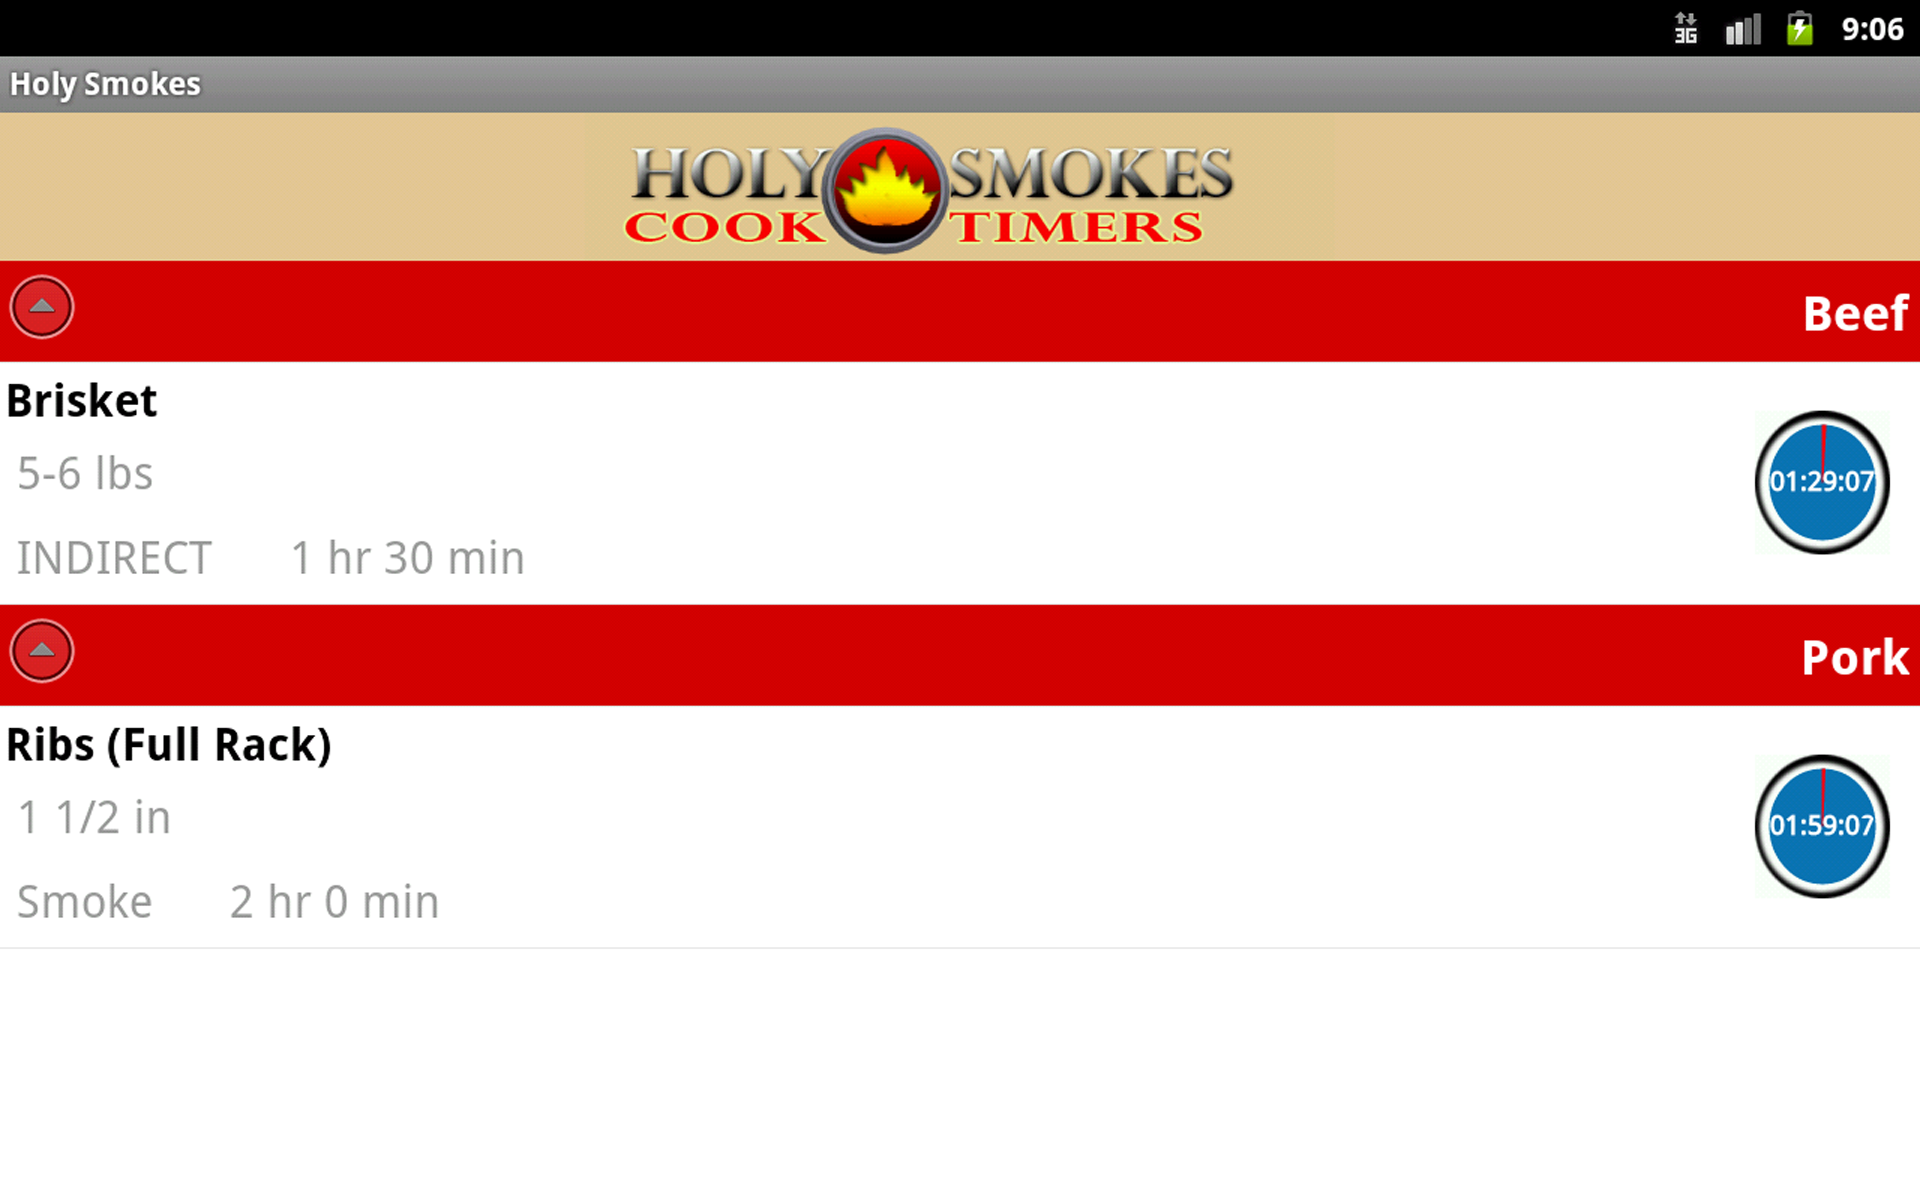 3G 9:06
Holy Smokes
HOLY SMOKES
COOK TIMERS
Beef
Brisket
5-6 lbs
01:29:07
INDIRECT 1 hr 30 min
Pork
Ribs (Full Rack)
1 1/2 in
01:59:07
Smoke 2 hr 0 min